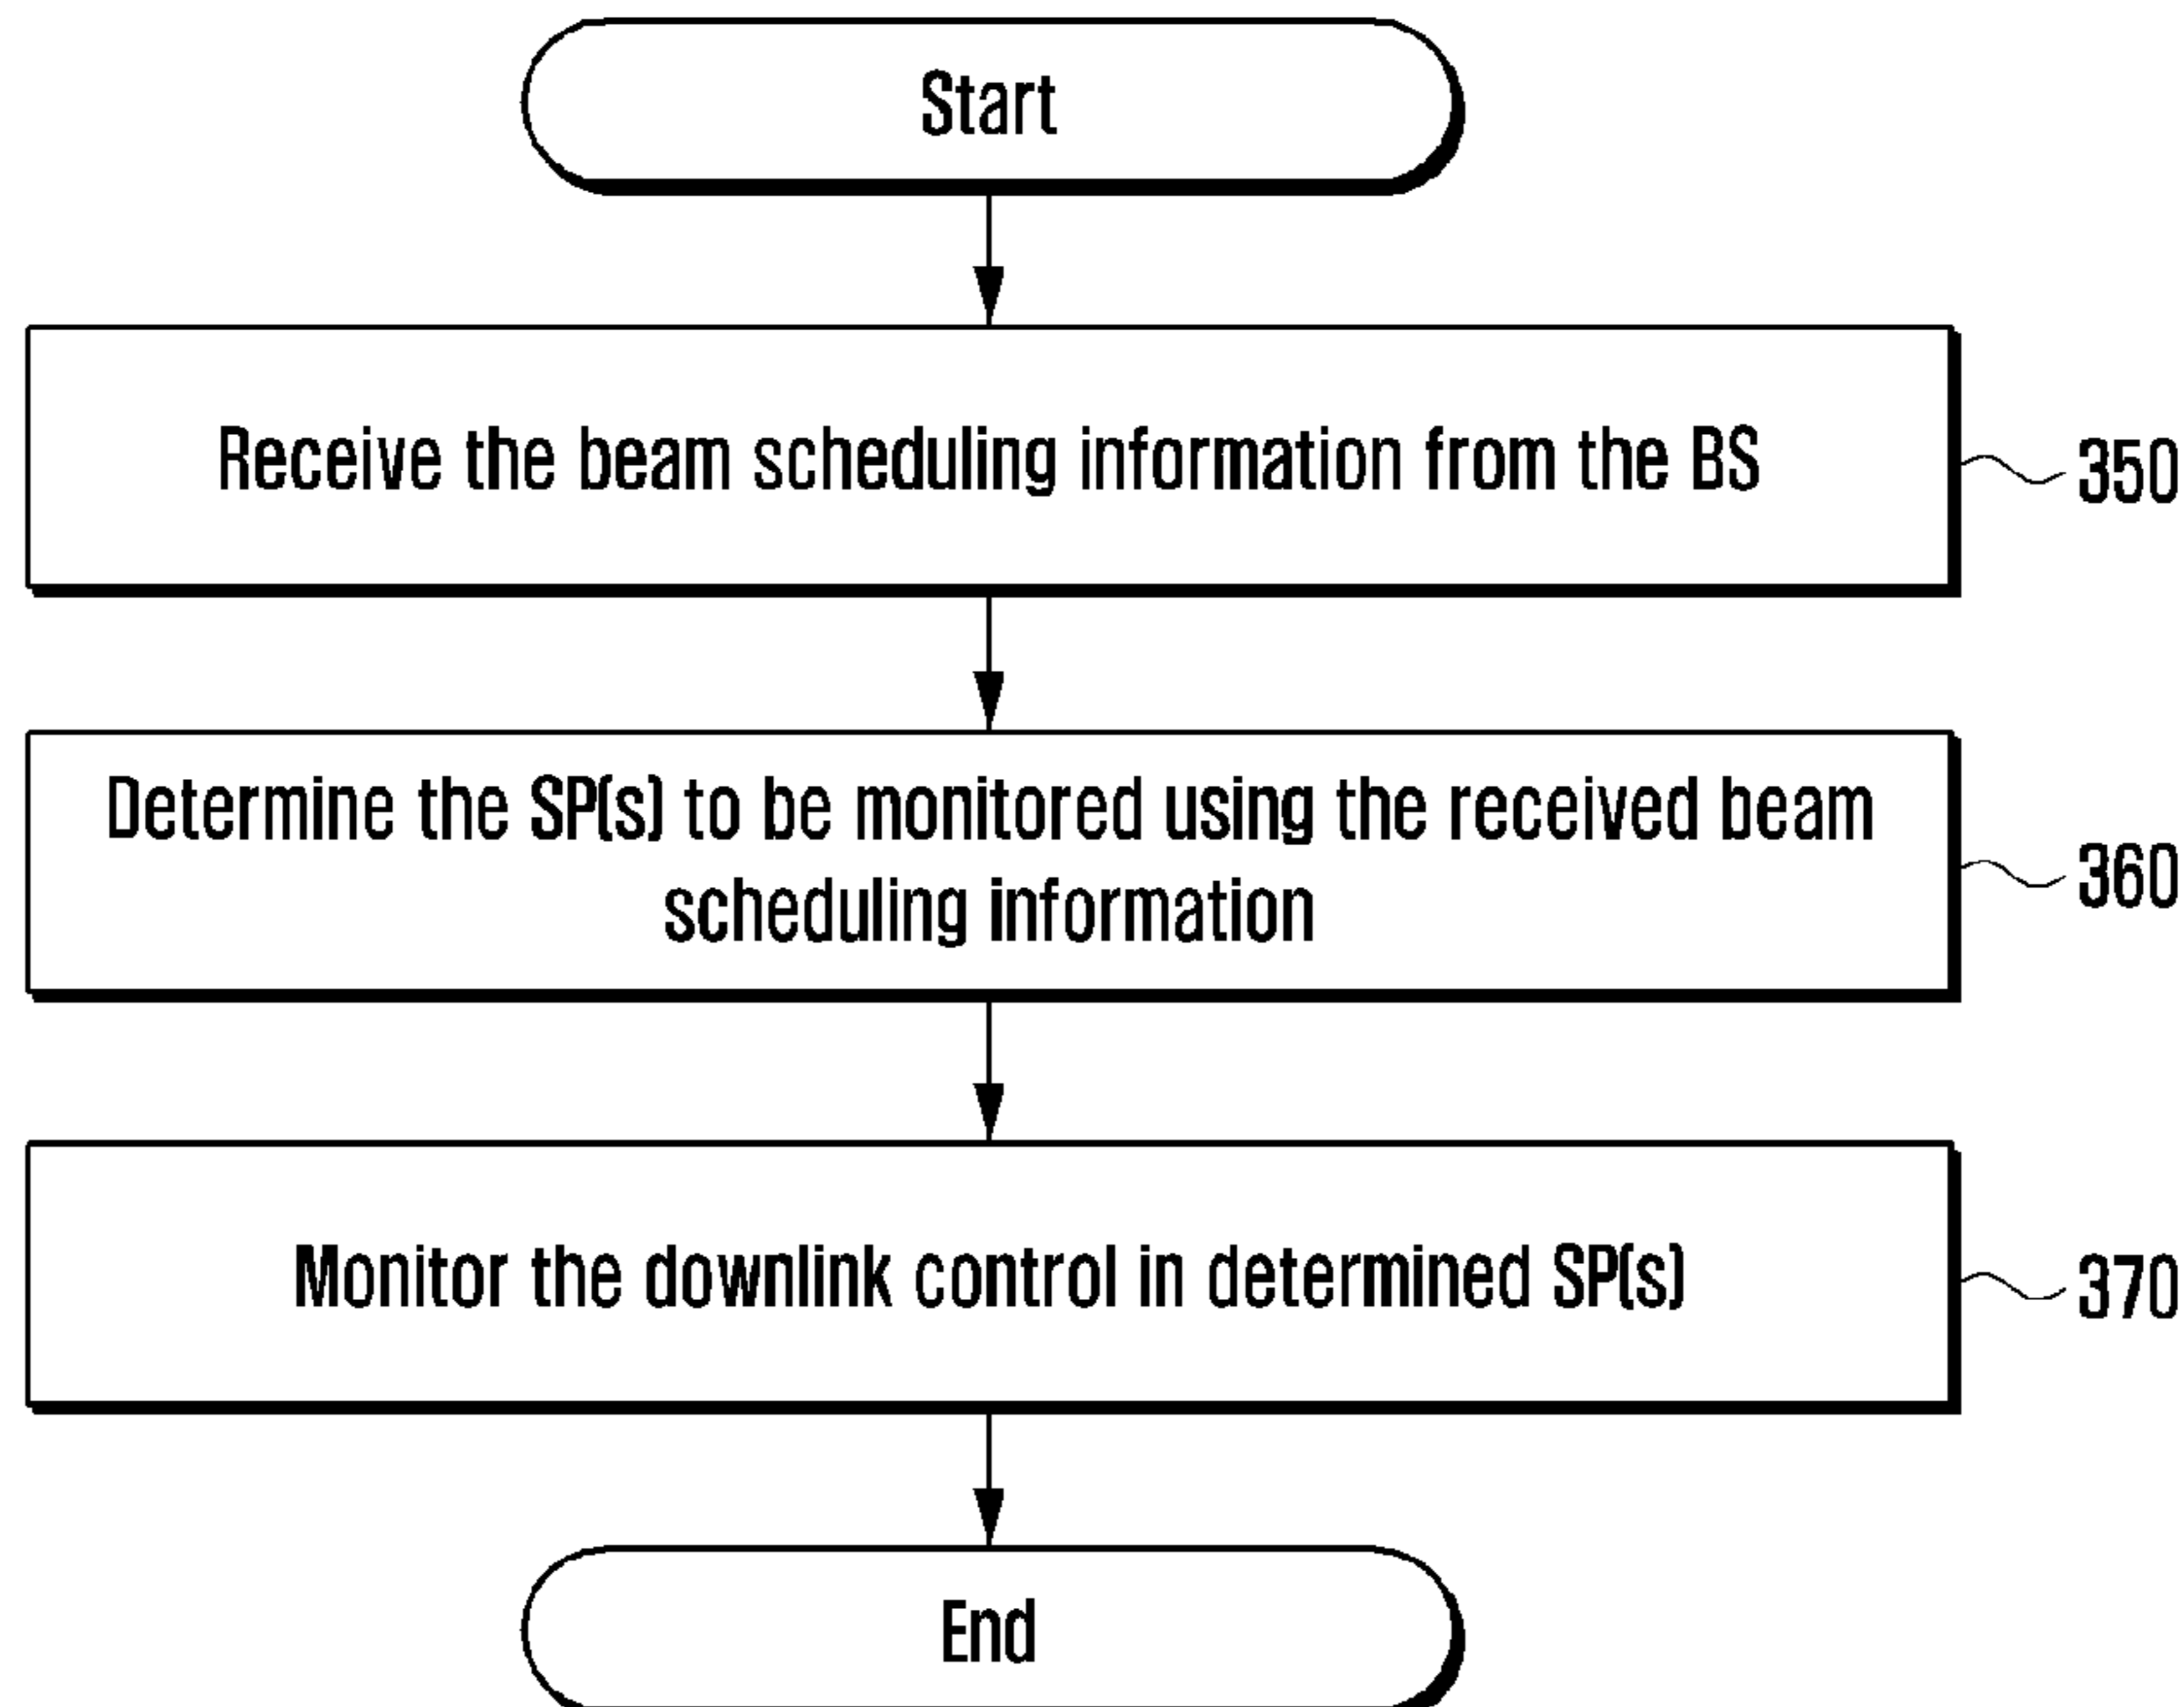 Start
Receive the beam scheduling information from the BS
350
Determine the SP(s) to be monitored using the received beam
scheduling information
360
Monitor the downlink control in determined SP(s)
370
End